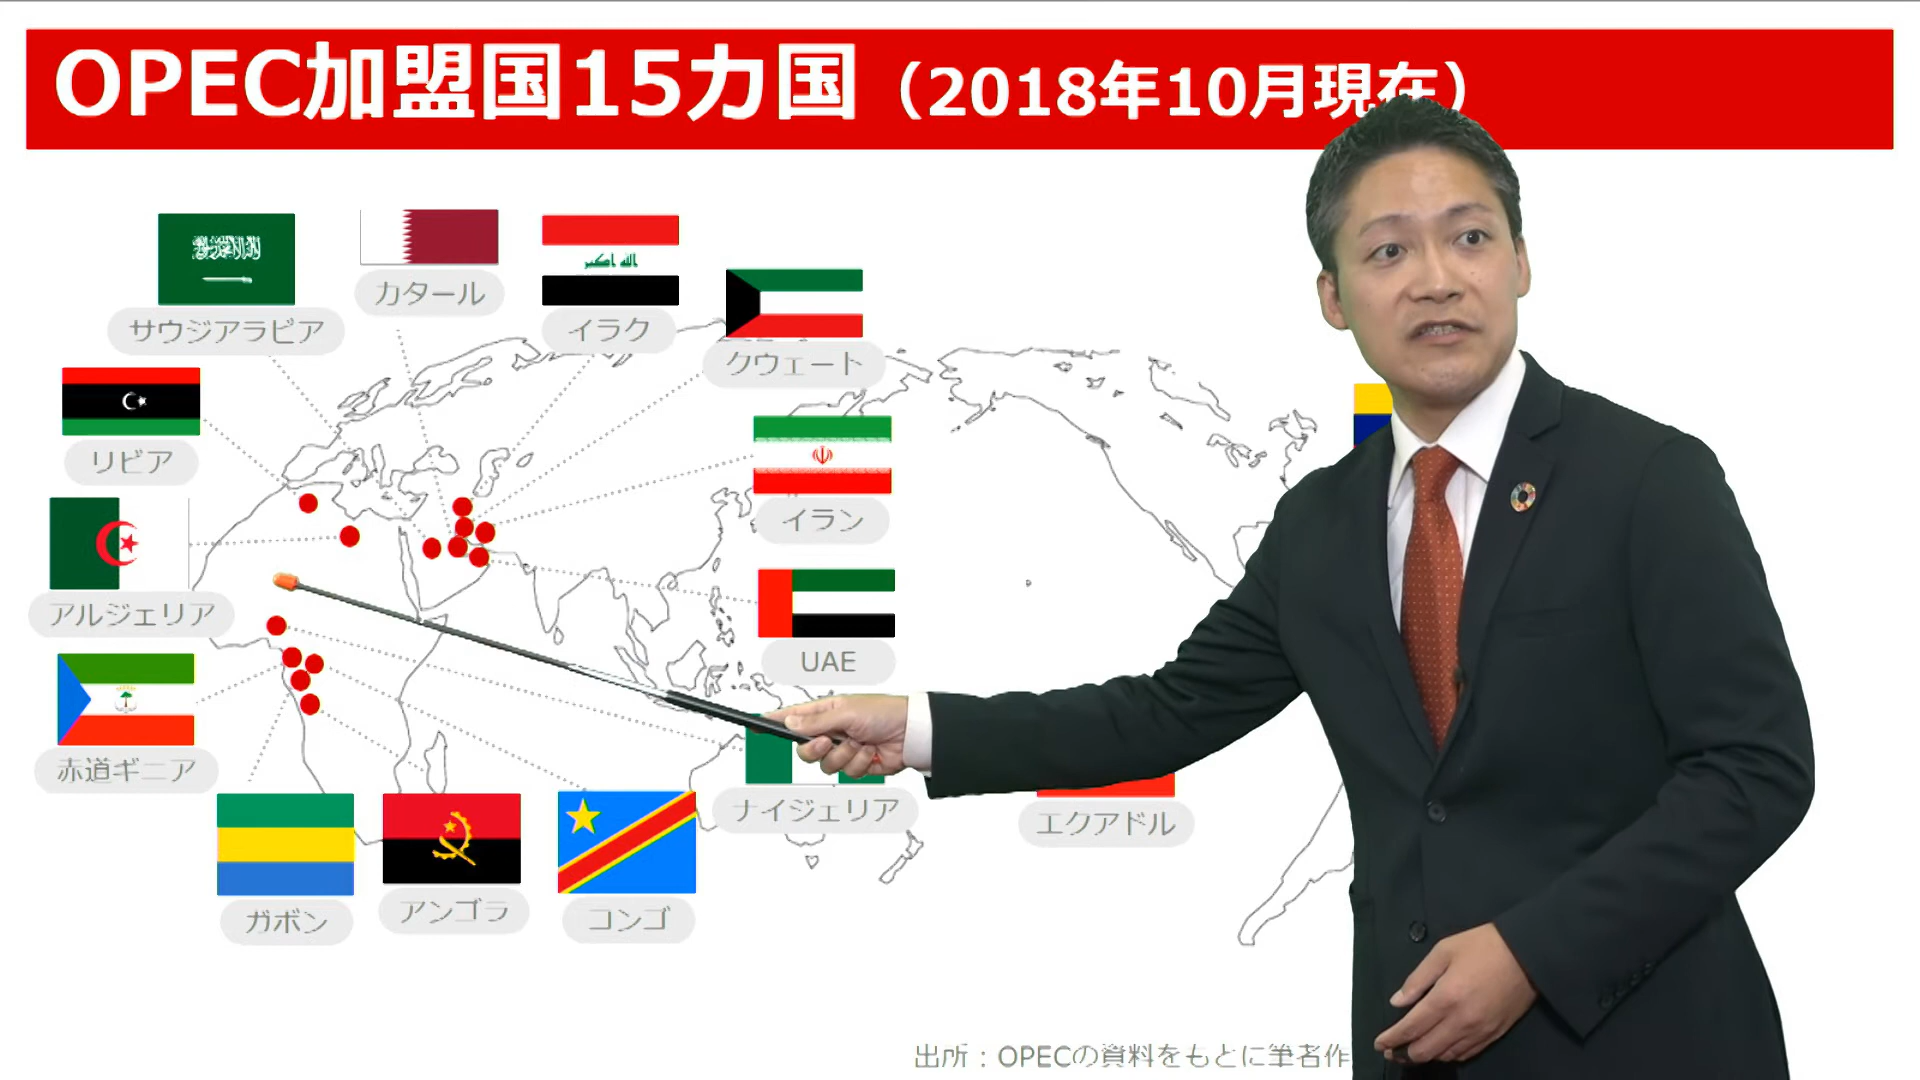 OPEC加盟国15カ国（2018年10月現在）
サウジアラビア
カタール
イラク
クウェート
リビア
イラン
アルジェリア
UAE
赤道ギニア
ナイジェリア
エクアドル
ガボン
アンゴラ
コンゴ
الله اكبر
出所：OPECの資料をもとに筆者作